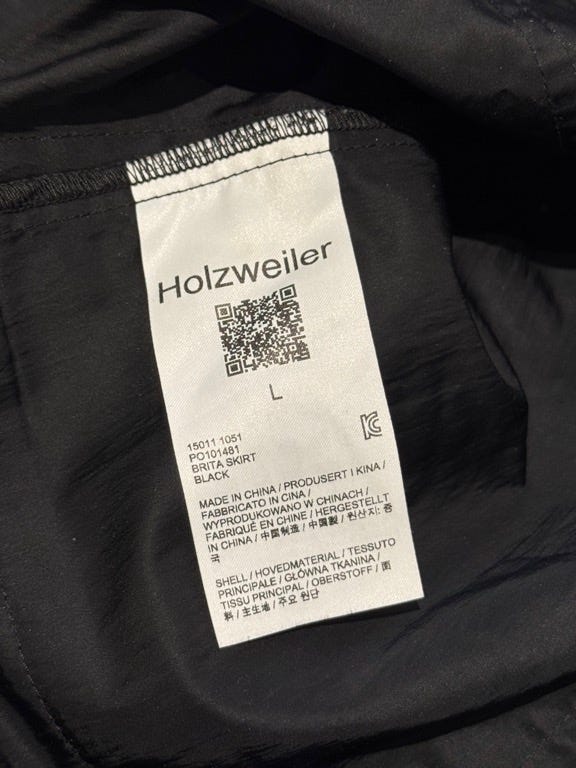 Holzweiler
L
15011 1051
PO101481
BRITA SKIRT
BLACK
MADE IN CHINA / PRODUSERT I KINA /
FABBRICATO IN CINA /
WYPRODUKOWANO W CHINACH /
FABRIQUÉ EN CHINE / HERGESTELLT
IN CHINA / 中国制造 / 中國製 / 원산지: 중
국
SHELL / HOVEDMATERIAL / TESSUTO
PRINCIPALE / GŁÓWNA TKANINA /
TISSU PRINCIPAL / OBERSTOFF / 面
料 / 主生地 / 주요 원단